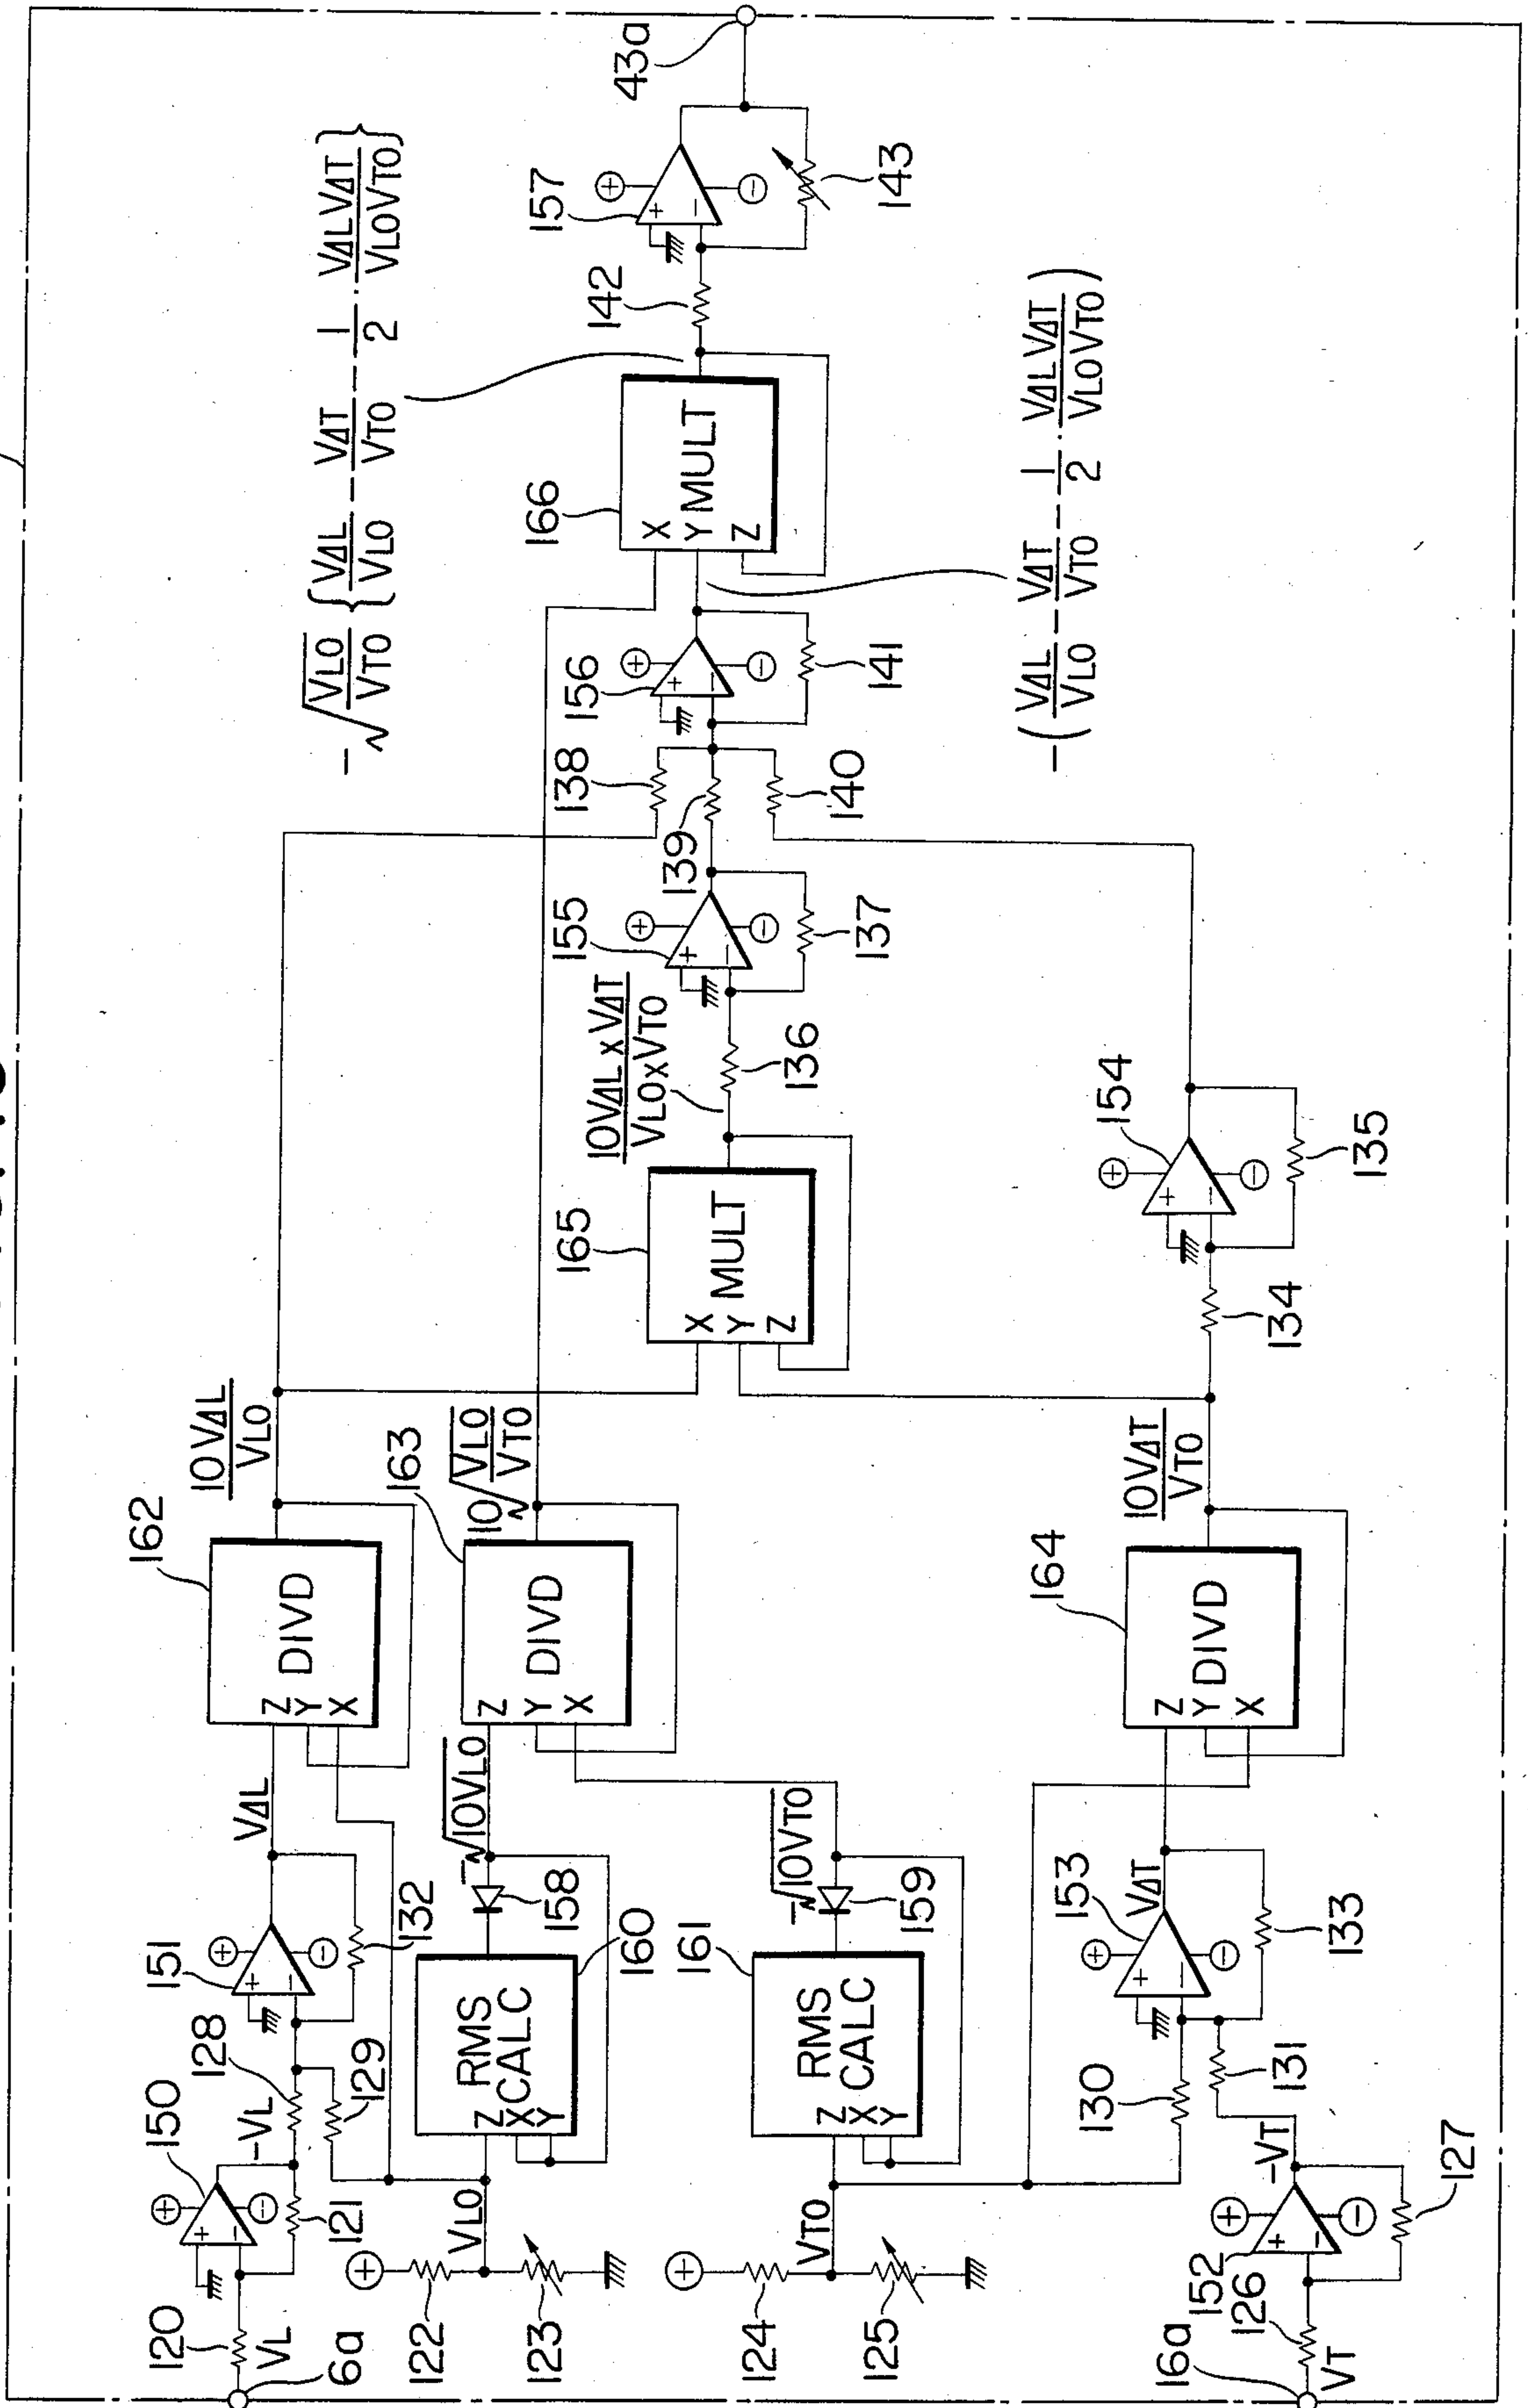 6a
120
VL
150
121
-VL
128
129
151
132
VΔL
162
DIVD
Z
Y
X
10VΔL
VLO
122
123
VLO
RMS
CALC
Z
X
Y
160
158
-√10VLO
163
DIVD
Z
Y
X
10√VLO
VTO
124
125
VTO
161
RMS
CALC
Z
X
Y
159
-√10VTO
16a
VT
126
152
127
-VT
130
131
153
133
VΔT
164
DIVD
Z
Y
X
10VΔT
VTO
165
MULT
X
Y
Z
10VΔL x VΔT
VLO x VTO
136
155
137
134
154
135
138
139
140
156
141
-(VΔL/VLO - VΔT/VTO - 1/2 · VΔLVΔT/VLOVTO)
166
X
Y MULT
Z
-√VLO/VTO {VΔL/VLO - VΔT/VTO - 1/2 · VΔLVΔT/VLOVTO}
142
157
143
43a